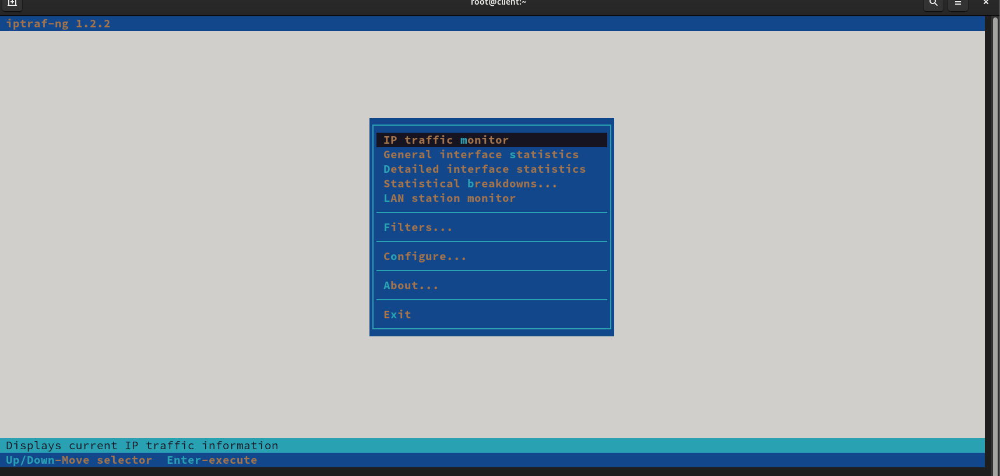 root@client:~
iptraf-ng 1.2.2
IP traffic monitor
General interface statistics
Detailed interface statistics
Statistical breakdowns...
LAN station monitor
Filters...
Configure...
About...
Exit
Displays current IP traffic information
Up/Down-Move selector  Enter-execute